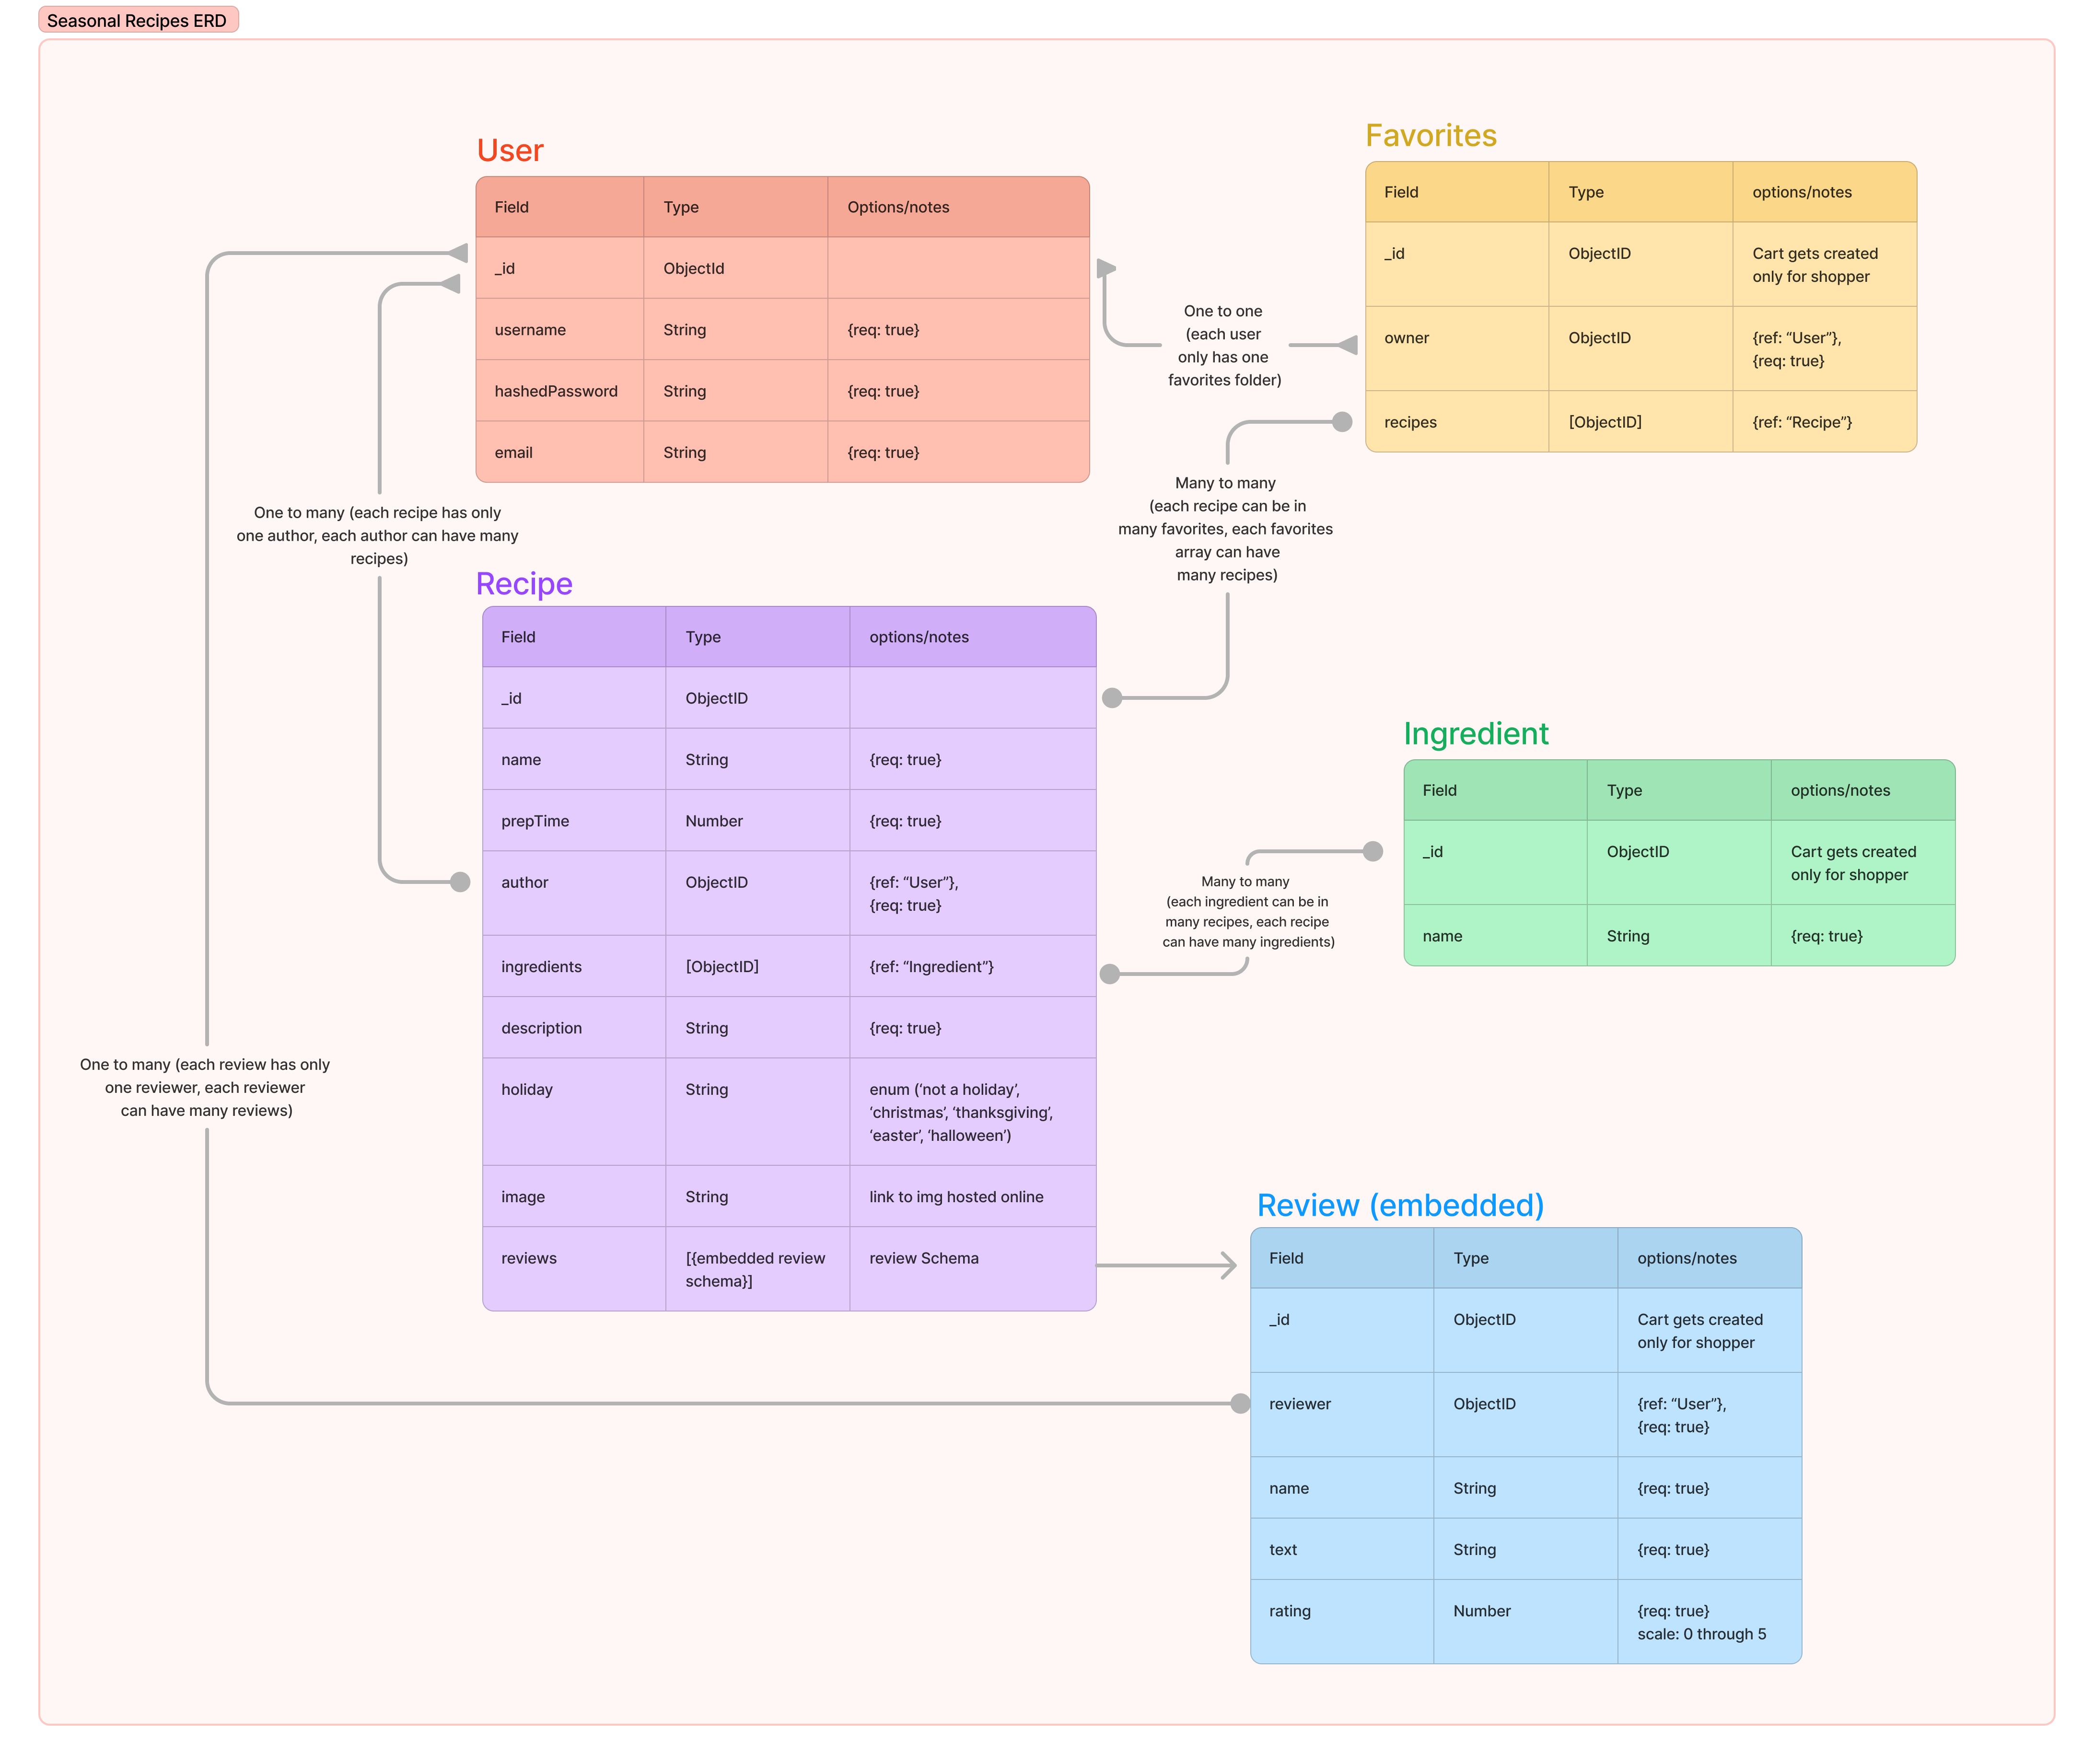 Seasonal Recipes ERD
User
Field Type Options/notes
_id ObjectId
username String {req: true}
hashedPassword String {req: true}
email String {req: true}
Favorites
Field Type options/notes
_id ObjectID Cart gets created
only for shopper
owner ObjectID {ref: “User”},
{req: true}
recipes [ObjectID] {ref: “Recipe”}
One to one
(each user
only has one
favorites folder)
Many to many
(each recipe can be in
many favorites, each favorites
array can have
many recipes)
One to many (each recipe has only
one author, each author can have many
recipes)
Recipe
Field Type options/notes
_id ObjectID
name String {req: true}
prepTime Number {req: true}
author ObjectID {ref: “User”},
{req: true}
ingredients [ObjectID] {ref: “Ingredient”}
description String {req: true}
holiday String enum (‘not a holiday’,
‘christmas’, ‘thanksgiving’,
‘easter’, ‘halloween’)
image String link to img hosted online
reviews [{embedded review review Schema
schema}]
Ingredient
Field Type options/notes
_id ObjectID Cart gets created
only for shopper
name String {req: true}
Many to many
(each ingredient can be in
many recipes, each recipe
can have many ingredients)
One to many (each review has only
one reviewer, each reviewer
can have many reviews)
Review (embedded)
Field Type options/notes
_id ObjectID Cart gets created
only for shopper
reviewer ObjectID {ref: “User”},
{req: true}
name String {req: true}
text String {req: true}
rating Number {req: true}
scale: 0 through 5